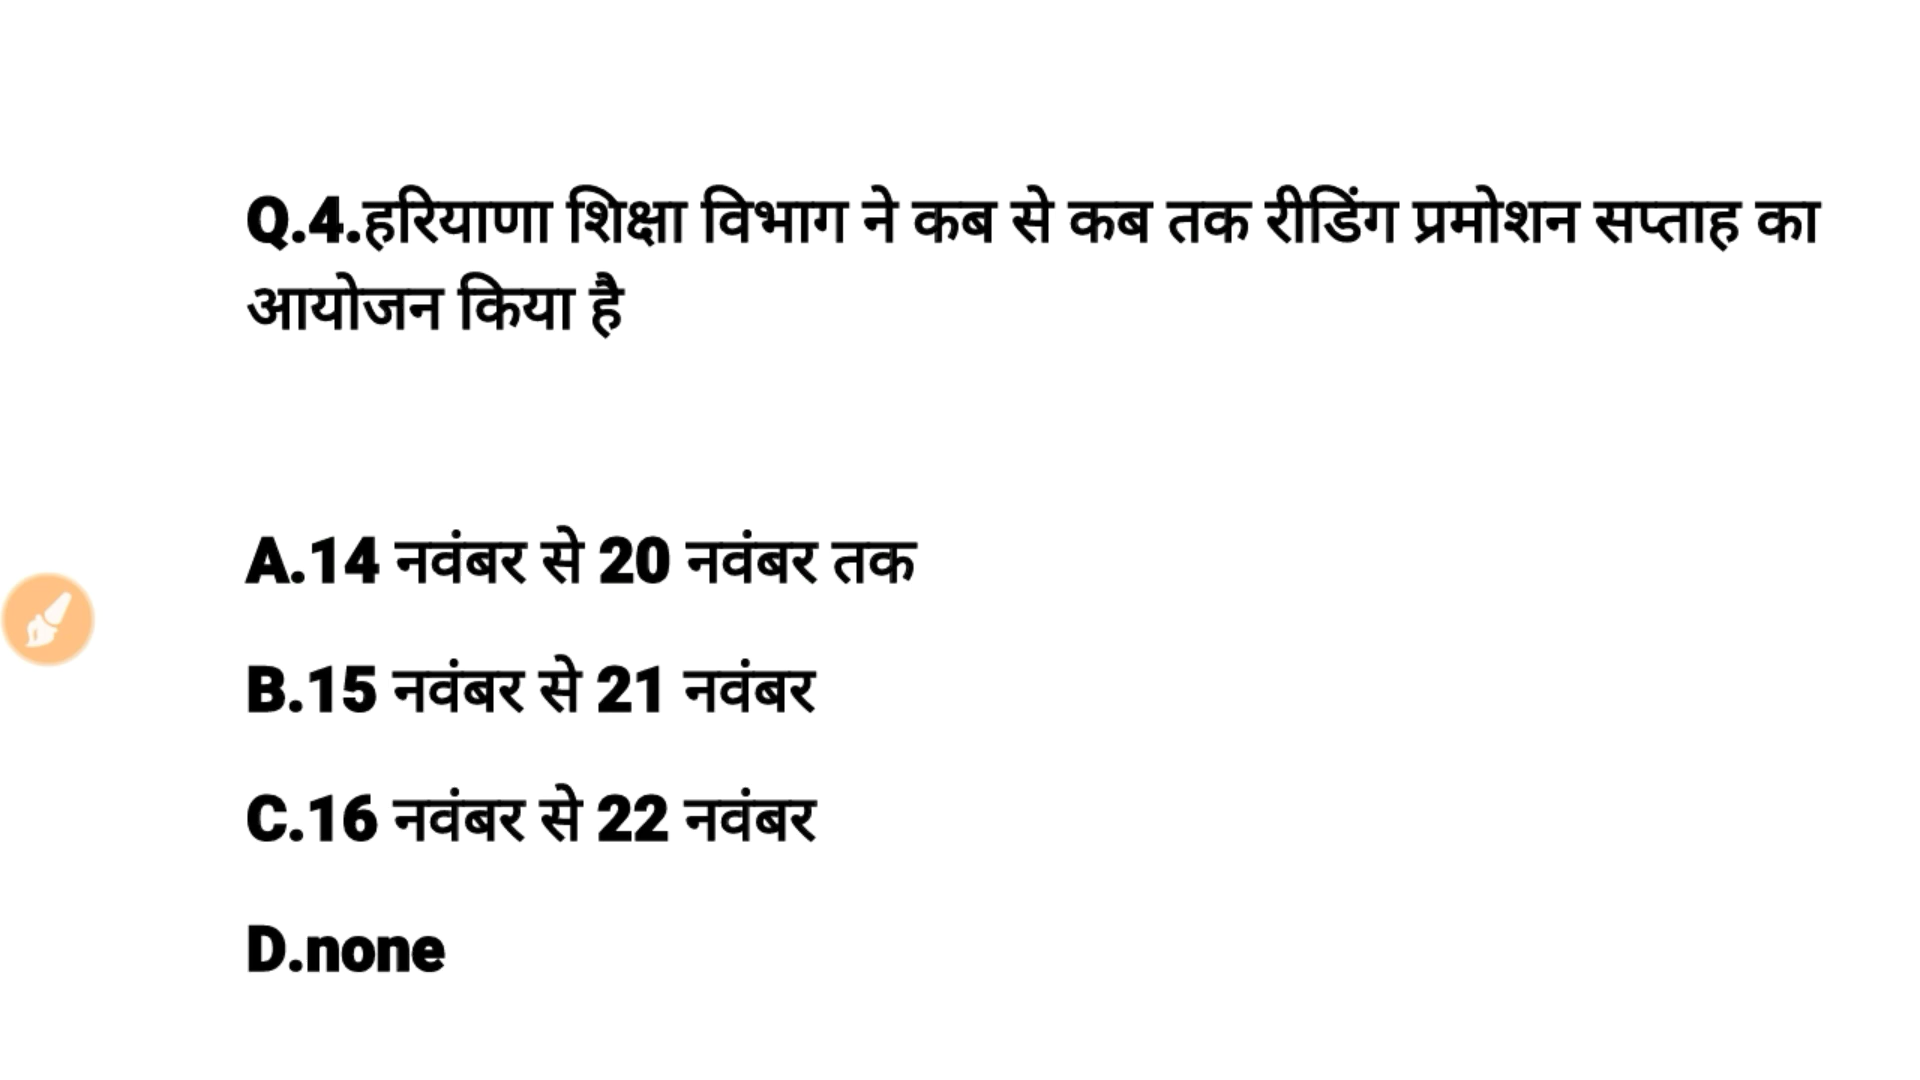 Q.4.हरियाणा शिक्षा विभाग ने कब से कब तक रीडिंग प्रमोशन सप्ताह का
आयोजन किया है
A.14 नवंबर से 20 नवंबर तक
B.15 नवंबर से 21 नवंबर
C.16 नवंबर से 22 नवंबर
D.none